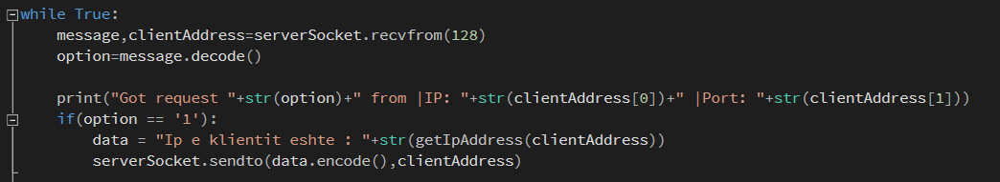 while True:
message,clientAddress=serverSocket.recvfrom(128)
option=message.decode()
print("Got request "+str(option)+" from |IP: "+str(clientAddress[0])+" |Port: "+str(clientAddress[1]))
if(option == '1'):
data = "Ip e klientit eshte : "+str(getIpAddress(clientAddress))
serverSocket.sendto(data.encode(),clientAddress)